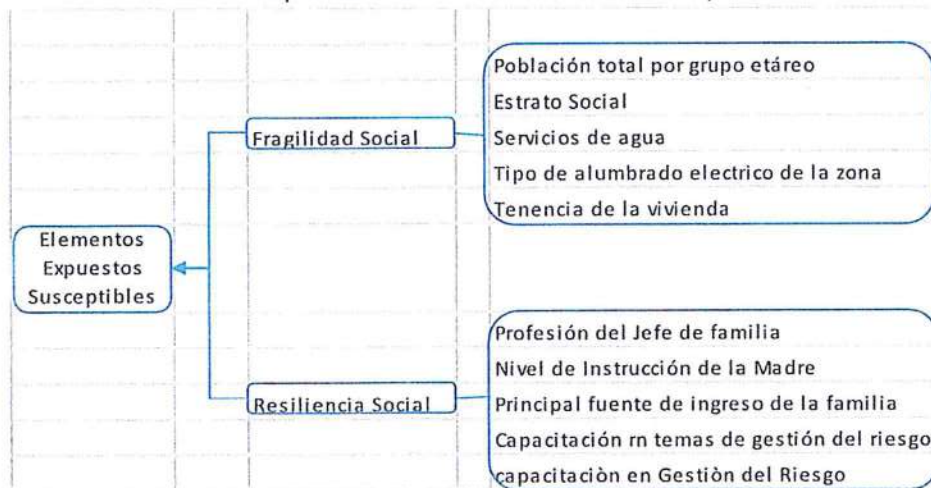 Población total por grupo etáreo
Estrato Social
Fragilidad Social
Servicios de agua
Tipo de alumbrado electrico de la zona
Tenencia de la vivienda
Elementos
Expuestos
Susceptibles
Profesión del Jefe de familia
Nivel de Instrucción de la Madre
Resiliencia Social
Principal fuente de ingreso de la familia
Capacitación rn temas de gestión del riesgo
capacitaciòn en Gestiòn del Riesgo